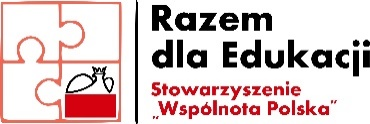 Razem
dla Edukacji
Stowarzyszenie
"Wspólnota Polska"